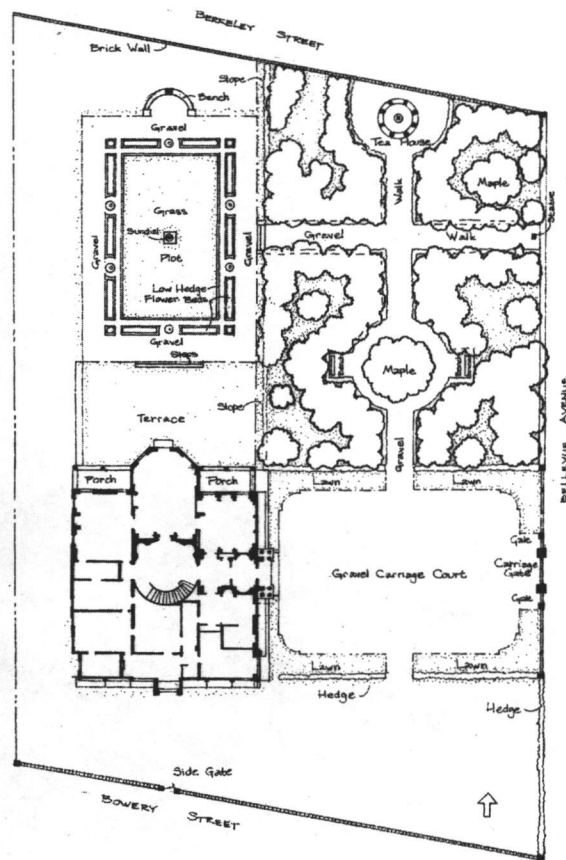 BERKELEY STREET
Brick Wall
Slope
Bench
Gravel
Tea House
Maple
Walk
Grass
Sundial
Plot
Gravel
Gravel
Gravel
Walk
Low Hedge
Flower Beds
Gravel
Steps
Maple
Slope
Terrace
BELLEVUE AVENUE
Porch
Porch
Gravel
Lawn
Lawn
Gate
Carriage
Gate
Gate
Gravel Carriage Court
Lawn
Lawn
Hedge
Hedge
Side Gate
BOWERY STREET